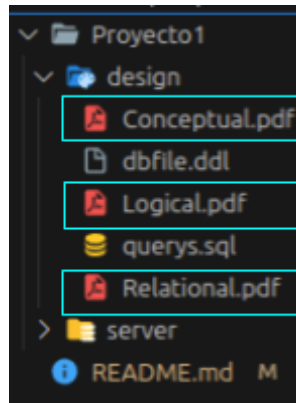 Proyecto1
design
Conceptual.pdf
dbfile.ddl
Logical.pdf
querys.sql
Relational.pdf
server
README.md M